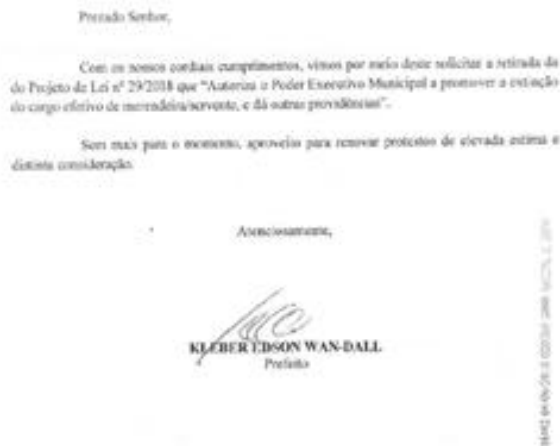 Prezado Senhor,
Com os nossos cordiais cumprimentos, vimos por meio deste solicitar a retirada da
do Projeto de Lei nº 29/2018 que "Autoriza o Poder Executivo Municipal a promover a extinção
do cargo efetivo de merendeira/servente, e dá outras providências".
Sem mais para o momento, aproveito para renovar protestos de elevada estima e
distinta consideração.
Atenciosamente,
KLEBER EDSON WAN-DALL
Prefeito